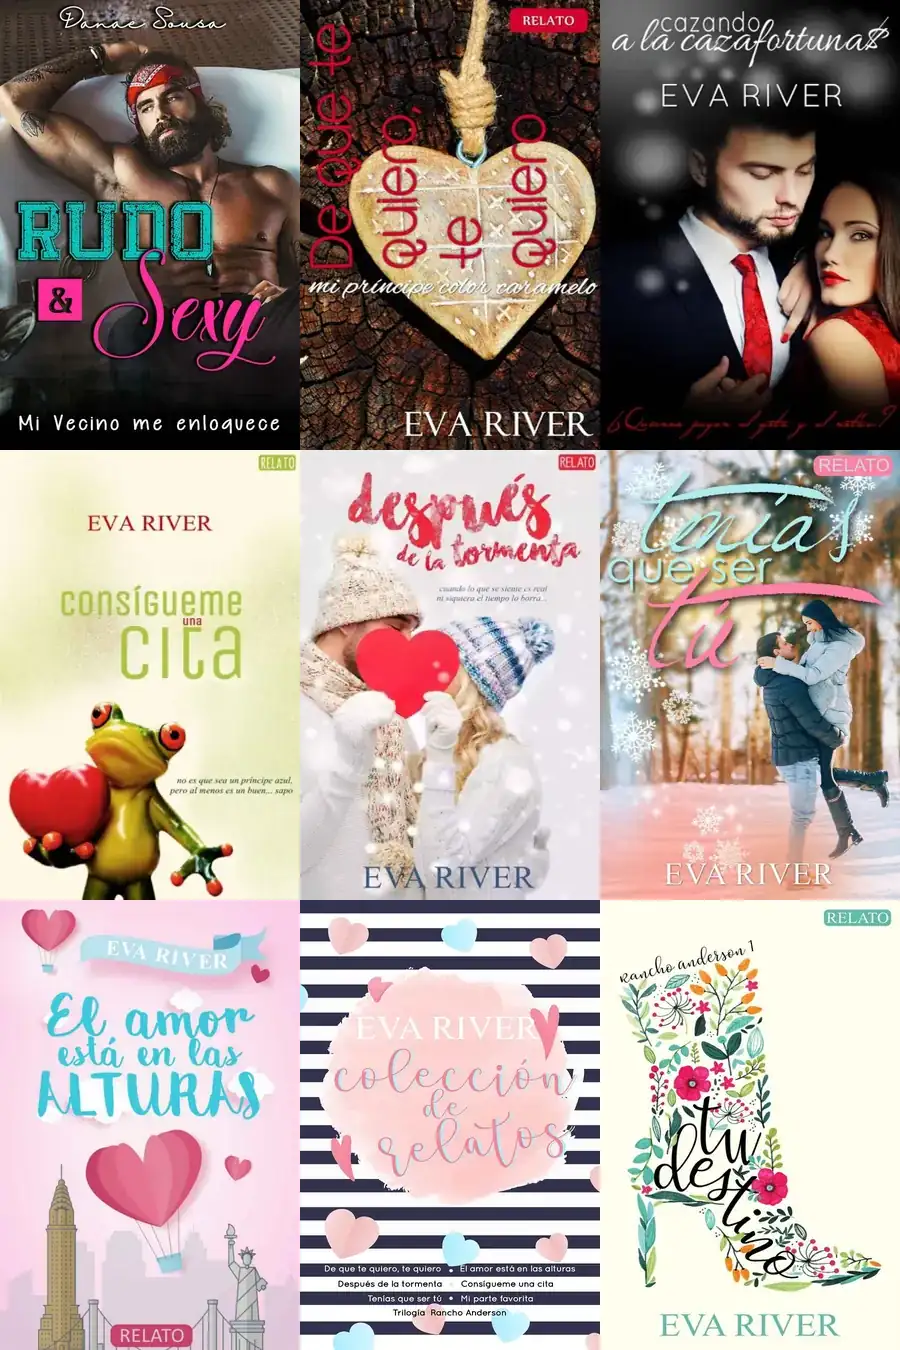 Danae Sousa
RUDO
&
Sexy
Mi Vecino me enloquece
RELATO
De que te
quiero,
te
quiero
mi príncipe color caramelo
EVA RIVER
cazando
a la cazafortunas
EVA RIVER
¿Quieres jugar al gato y al ratón?
RELATO
EVA RIVER
consígueme
una
cita
no es que sea un príncipe azul,
pero al menos es un buen... sapo
RELATO
después
de la tormenta
cuando lo que se siente es real
ni siquiera el tiempo lo borra...
EVA RIVER
RELATO
tenías
que ser
tú
EVA RIVER
EVA RIVER
El amor
está en las
ALTURAS
RELATO
EVA RIVER
colección
de
relatos
De que te quiero, te quiero • El amor está en las alturas
Después de la tormenta • Consígueme una cita
Tenías que ser tú • Mi parte favorita
Trilogía Rancho Anderson
RELATO
Rancho anderson 1
tu
destino
EVA RIVER